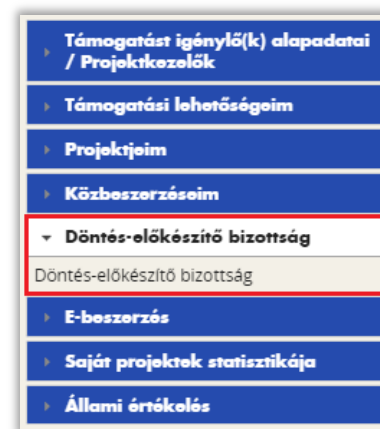 Támogatást igénylő(k) alapadatai
/ Projektkezelők
Támogatási lehetőségeim
Projektjeim
Közbeszerzéseim
Döntés-előkészítő bizottság
Döntés-előkészítő bizottság
E-beszerzés
Saját projektek statisztikája
Állami értékelés